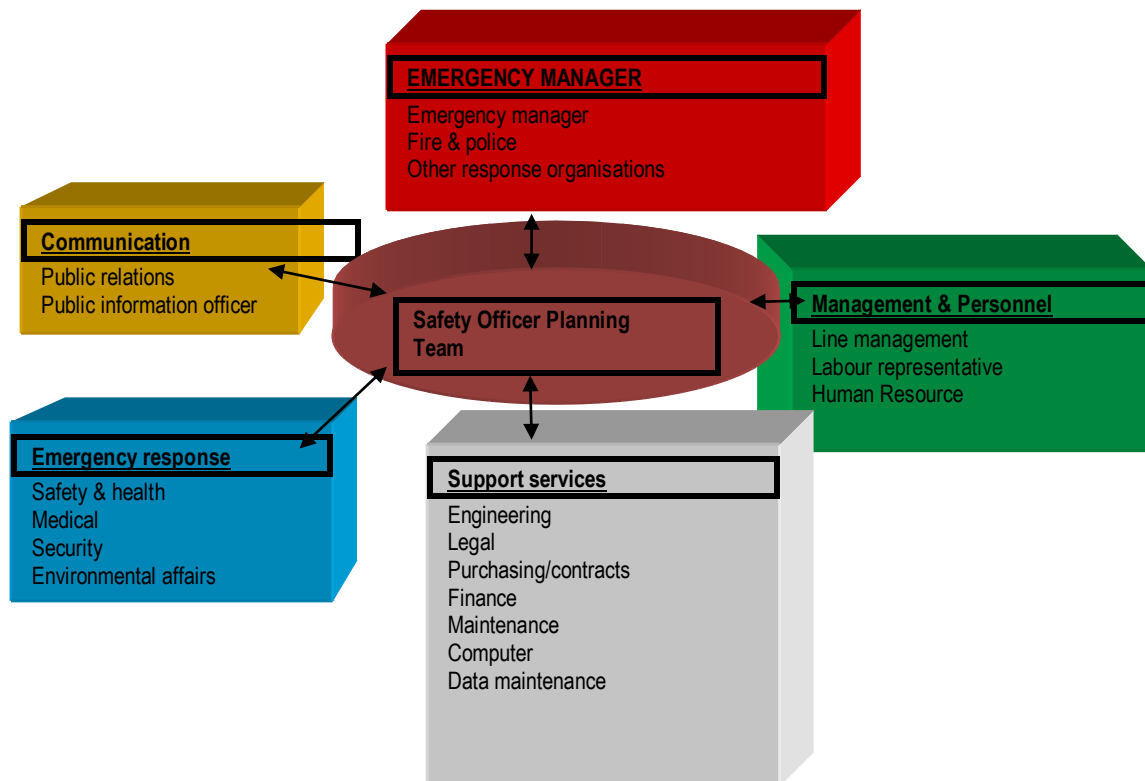 EMERGENCY MANAGER
Emergency manager
Fire & police
Other response organisations
Communication
Public relations
Public information officer
Safety Officer Planning
Team
Management & Personnel
Line management
Labour representative
Human Resource
Emergency response
Safety & health
Medical
Security
Environmental affairs
Support services
Engineering
Legal
Purchasing/contracts
Finance
Maintenance
Computer
Data maintenance